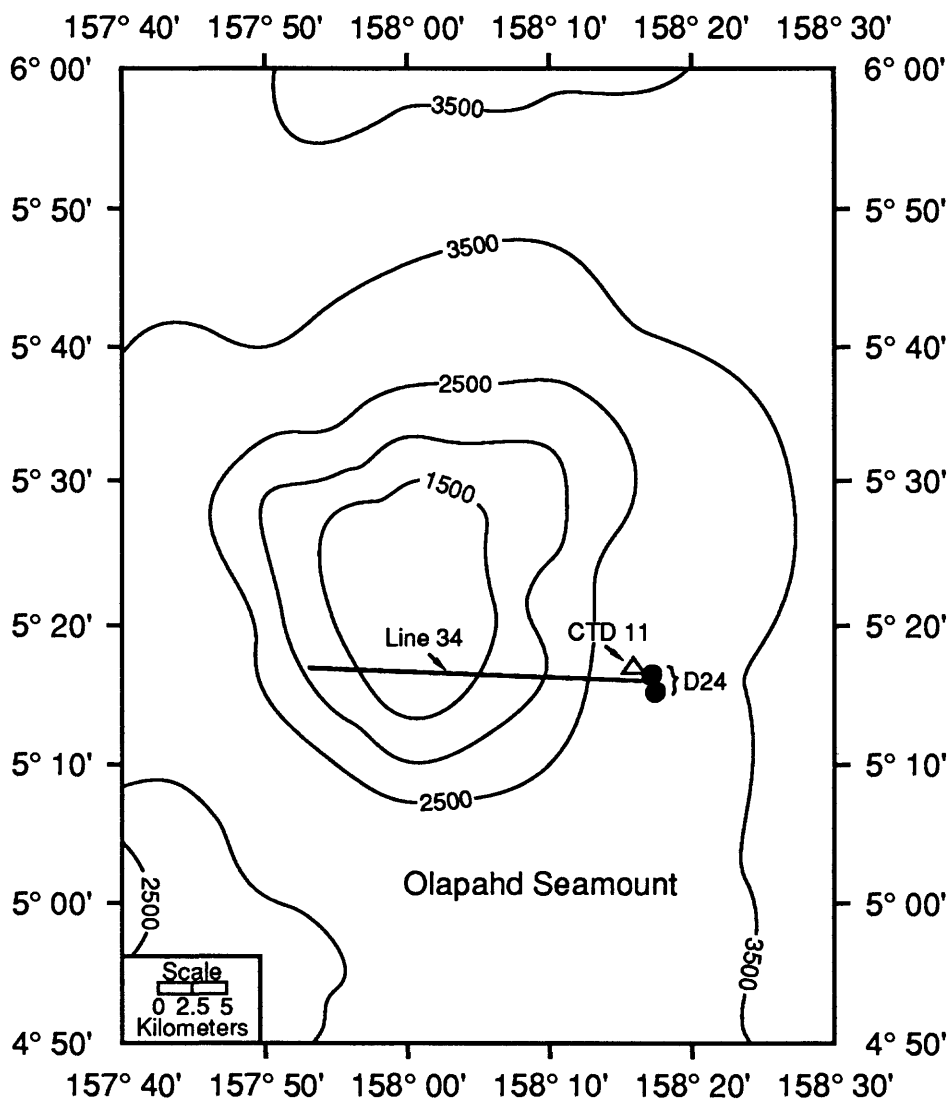 157° 40' 157° 50' 158° 00' 158° 10' 158° 20' 158° 30'
6° 00' 6° 00'
3500
5° 50' 5° 50'
3500
5° 40' 5° 40'
2500
5° 30' 5° 30'
1500
5° 20' 5° 20'
CTD 11
Line 34
D24
5° 10' 5° 10'
2500
Olapahd Seamount
5° 00' 5° 00'
2500
3500
Scale
0 2.5 5
Kilometers
4° 50' 4° 50'
157° 40' 157° 50' 158° 00' 158° 10' 158° 20' 158° 30'